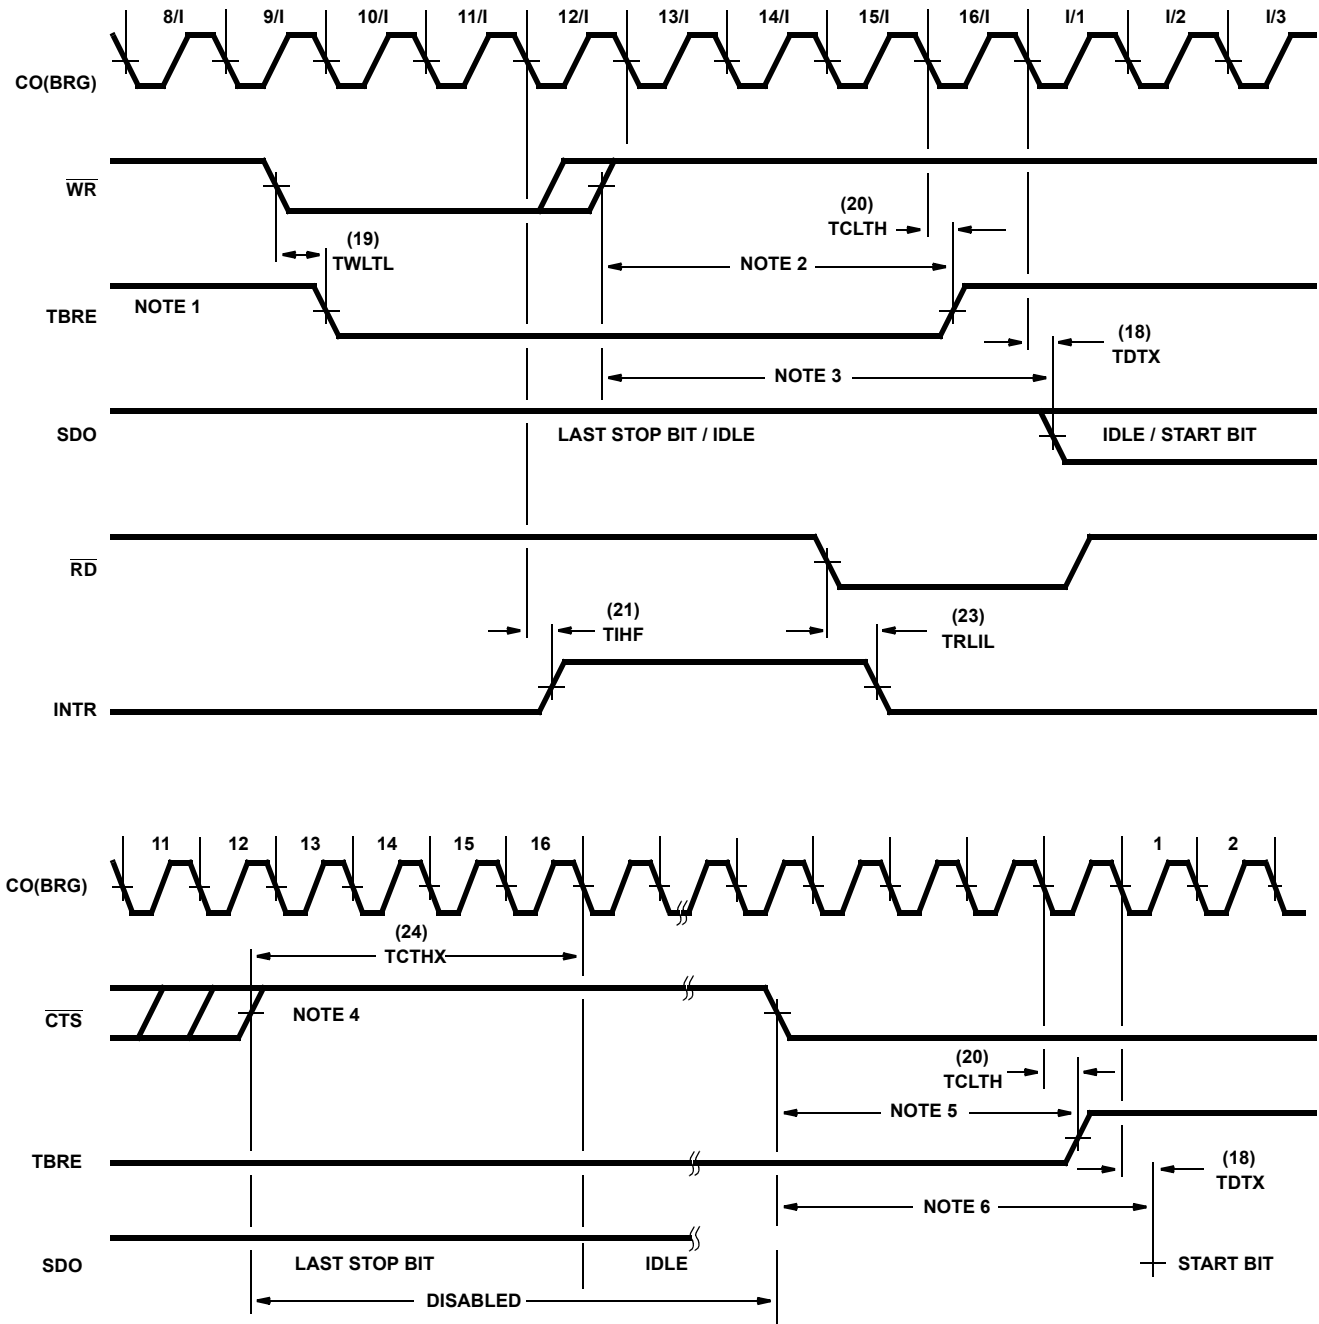 8/I 9/I 10/I 11/I 12/I 13/I 14/I 15/I 16/I I/1 I/2 I/3
CO(BRG)
WR
(20)
TCLTH
(19)
TWLTL
NOTE 2
NOTE 1
TBRE
(18)
TDTX
NOTE 3
SDO
LAST STOP BIT / IDLE
IDLE / START BIT
RD
(21)
TIHF
(23)
TRLIL
INTR
11 12 13 14 15 16 1 2
CO(BRG)
(24)
TCTHX
CTS
NOTE 4
(20)
TCLTH
NOTE 5
TBRE
(18)
TDTX
NOTE 6
SDO
LAST STOP BIT
IDLE
START BIT
DISABLED